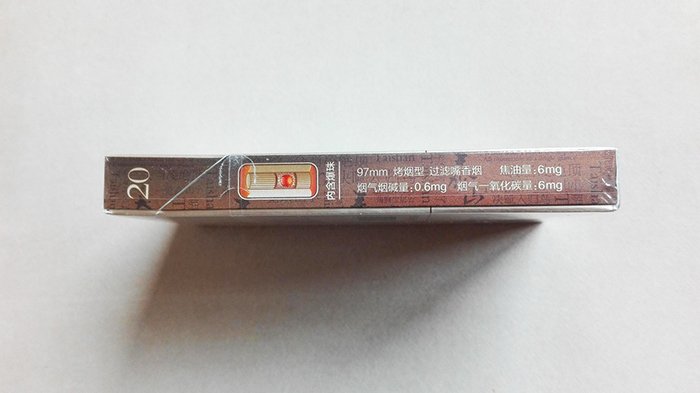 20
内含爆珠
97mm 烤烟型 过滤嘴香烟 焦油量:6mg
烟气烟碱量:0.6mg 烟气一氧化碳量:6mg
Taishan